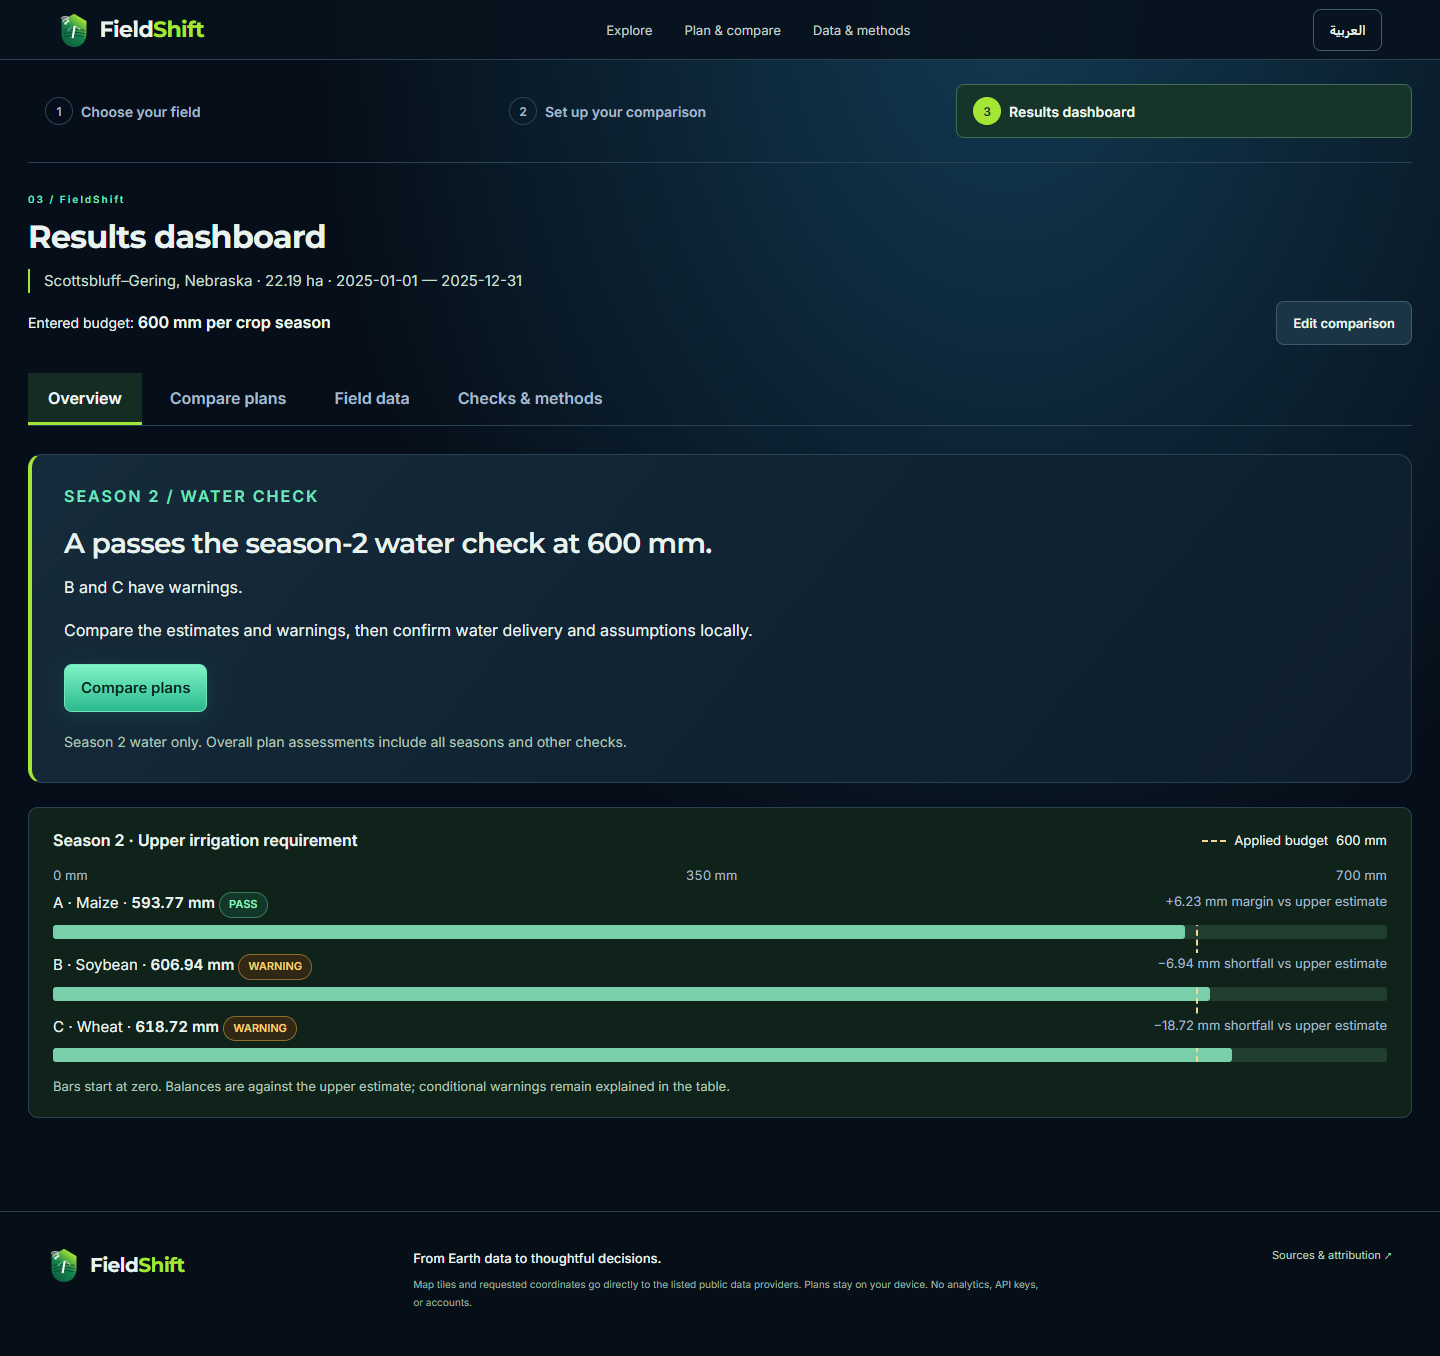 FieldShift
Explore
Plan & compare
Data & methods
العربية
1 Choose your field
2 Set up your comparison
3 Results dashboard
03 / FieldShift
Results dashboard
Scottsbluff–Gering, Nebraska · 22.19 ha · 2025-01-01 — 2025-12-31
Entered budget: 600 mm per crop season
Edit comparison
Overview
Compare plans
Field data
Checks & methods
SEASON 2 / WATER CHECK
A passes the season-2 water check at 600 mm.
B and C have warnings.
Compare the estimates and warnings, then confirm water delivery and assumptions locally.
Compare plans
Season 2 water only. Overall plan assessments include all seasons and other checks.
Season 2 · Upper irrigation requirement
Applied budget 600 mm
0 mm
350 mm
700 mm
A · Maize · 593.77 mm PASS
+6.23 mm margin vs upper estimate
B · Soybean · 606.94 mm WARNING
−6.94 mm shortfall vs upper estimate
C · Wheat · 618.72 mm WARNING
−18.72 mm shortfall vs upper estimate
Bars start at zero. Balances are against the upper estimate; conditional warnings remain explained in the table.
FieldShift
From Earth data to thoughtful decisions.
Map tiles and requested coordinates go directly to the listed public data providers. Plans stay on your device. No analytics, API keys,
or accounts.
Sources & attribution ↗